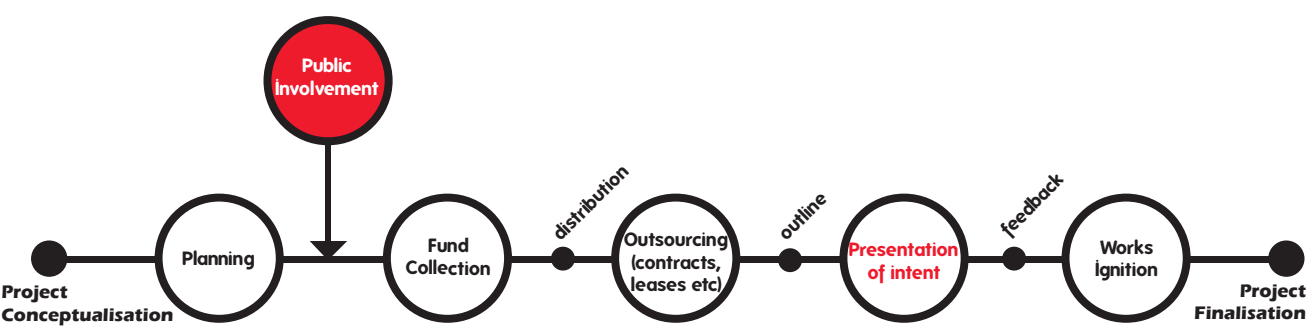 Public
İnvolvement
distribution
outline
feedback
Planning
Fund
Collection
Outsourcing
(contracts,
leases etc)
Presentation
of intent
Works
İgnition
Project
Conceptualisation
Project
Finalisation